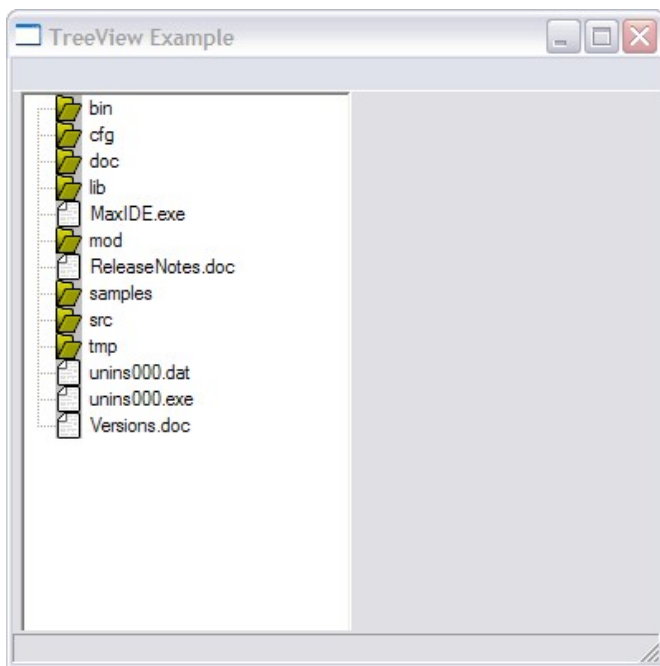 TreeView Example
bin
cfg
doc
lib
MaxIDE.exe
mod
ReleaseNotes.doc
samples
src
tmp
unins000.dat
unins000.exe
Versions.doc